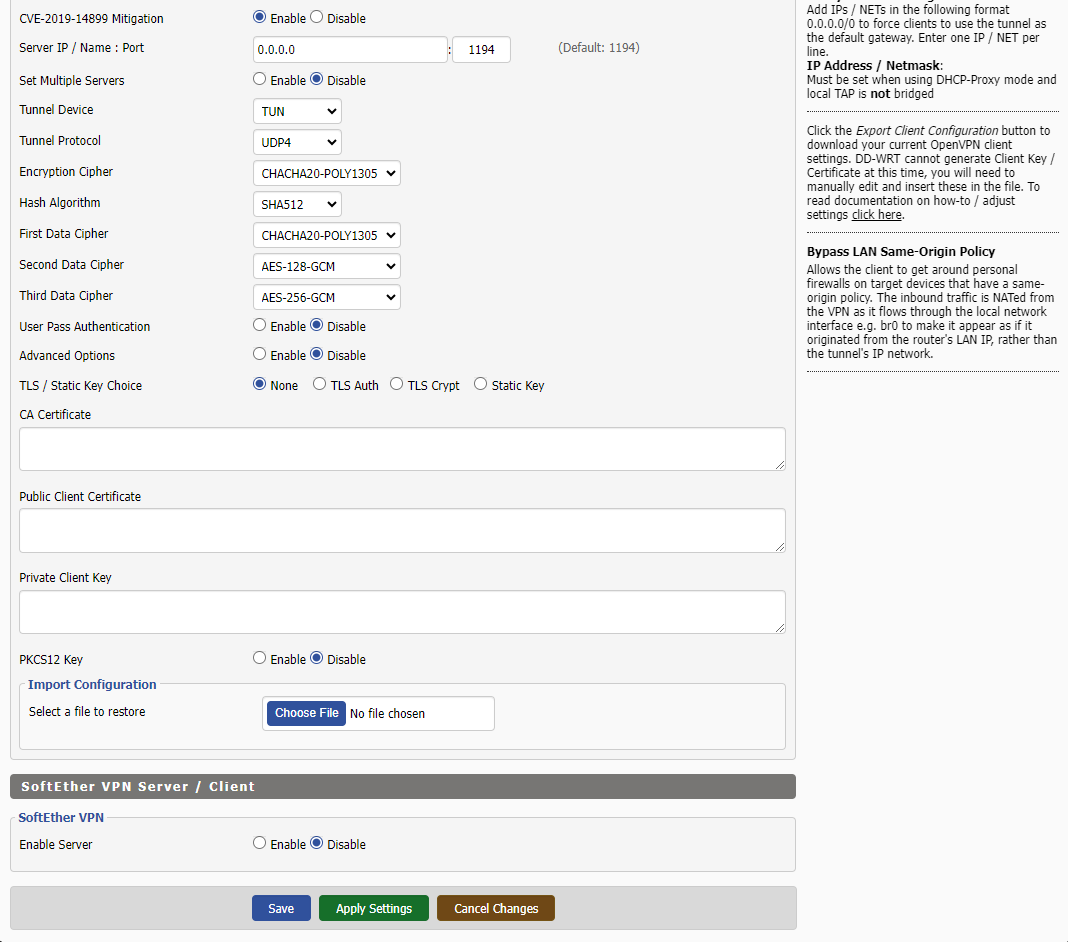 CVE-2019-14899 Mitigation Enable Disable
Server IP / Name : Port 0.0.0.0 : 1194 (Default: 1194)
Set Multiple Servers Enable Disable
Tunnel Device TUN
Tunnel Protocol UDP4
Encryption Cipher CHACHA20-POLY1305
Hash Algorithm SHA512
First Data Cipher CHACHA20-POLY1305
Second Data Cipher AES-128-GCM
Third Data Cipher AES-256-GCM
User Pass Authentication Enable Disable
Advanced Options Enable Disable
TLS / Static Key Choice None TLS Auth TLS Crypt Static Key
CA Certificate
Public Client Certificate
Private Client Key
PKCS12 Key Enable Disable
Import Configuration
Select a file to restore Choose File No file chosen
SoftEther VPN Server / Client
SoftEther VPN
Enable Server Enable Disable
Save Apply Settings Cancel Changes
Add IPs / NETs in the following format
0.0.0.0/0 to force clients to use the tunnel as
the default gateway. Enter one IP / NET per
line.
IP Address / Netmask:
Must be set when using DHCP-Proxy mode and
local TAP is not bridged
Click the Export Client Configuration button to
download your current OpenVPN client
settings. DD-WRT cannot generate Client Key /
Certificate at this time, you will need to
manually edit and insert these in the file. To
read documentation on how-to / adjust
settings click here.
Bypass LAN Same-Origin Policy
Allows the client to get around personal
firewalls on target devices that have a same-
origin policy. The inbound traffic is NATed from
the VPN as it flows through the local network
interface e.g. br0 to make it appear as if it
originated from the router's LAN IP, rather than
the tunnel's IP network.